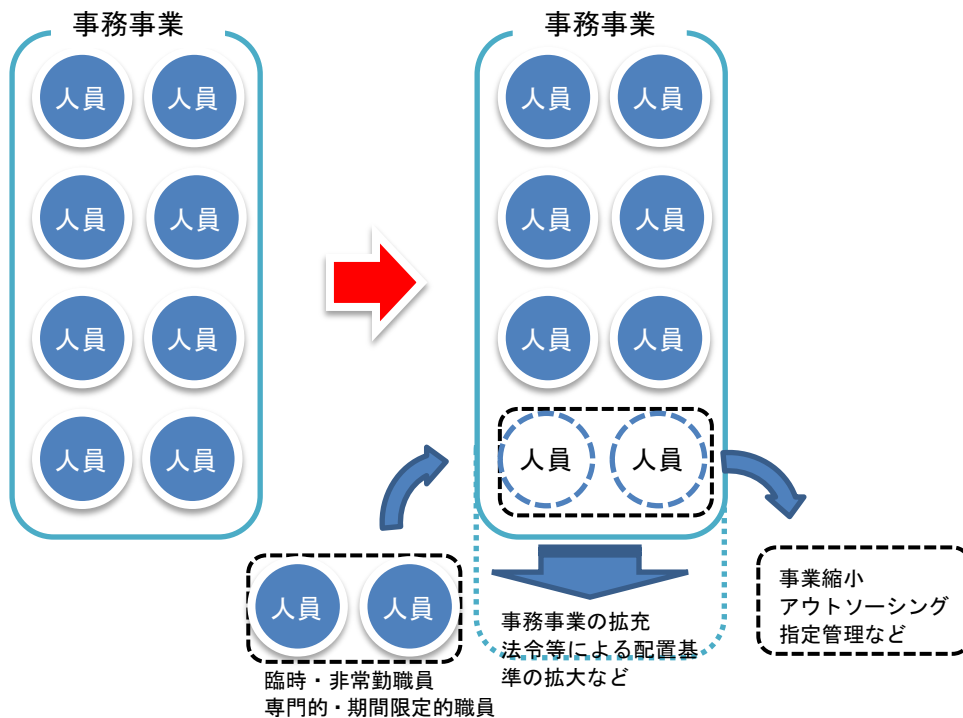 事務事業
人員 人員
人員 人員
人員 人員
人員 人員
事務事業
人員 人員
人員 人員
人員 人員
人員 人員
人員 人員
臨時・非常勤職員
専門的・期間限定的職員
事務事業の拡充
法令等による配置基
準の拡大など
事業縮小
アウトソーシング
指定管理など